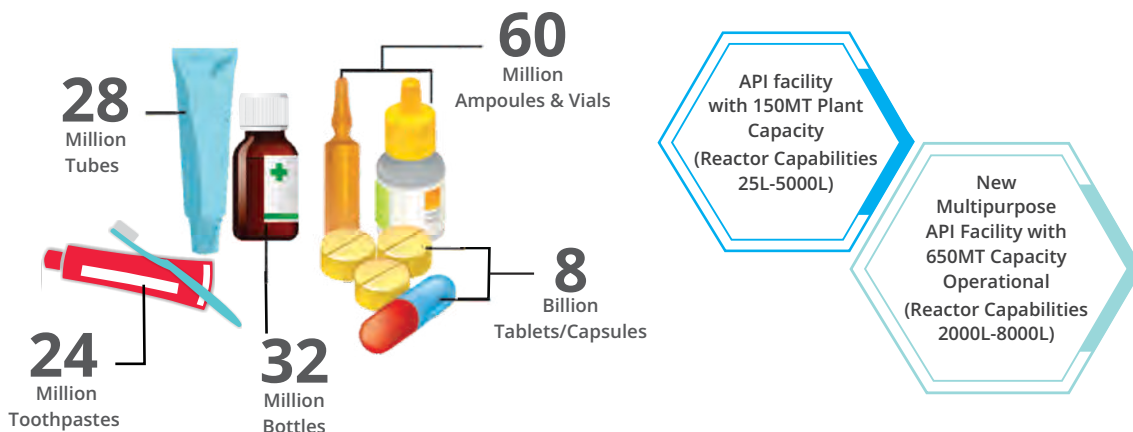 60
Million
Ampoules & Vials
28
Million
Tubes
8
Billion
Tablets/Capsules
24
Million
Toothpastes
32
Million
Bottles
API facility
with 150MT Plant
Capacity
(Reactor Capabilities
25L-5000L)
New
Multipurpose
API Facility with
650MT Capacity
Operational
(Reactor Capabilities
2000L-8000L)